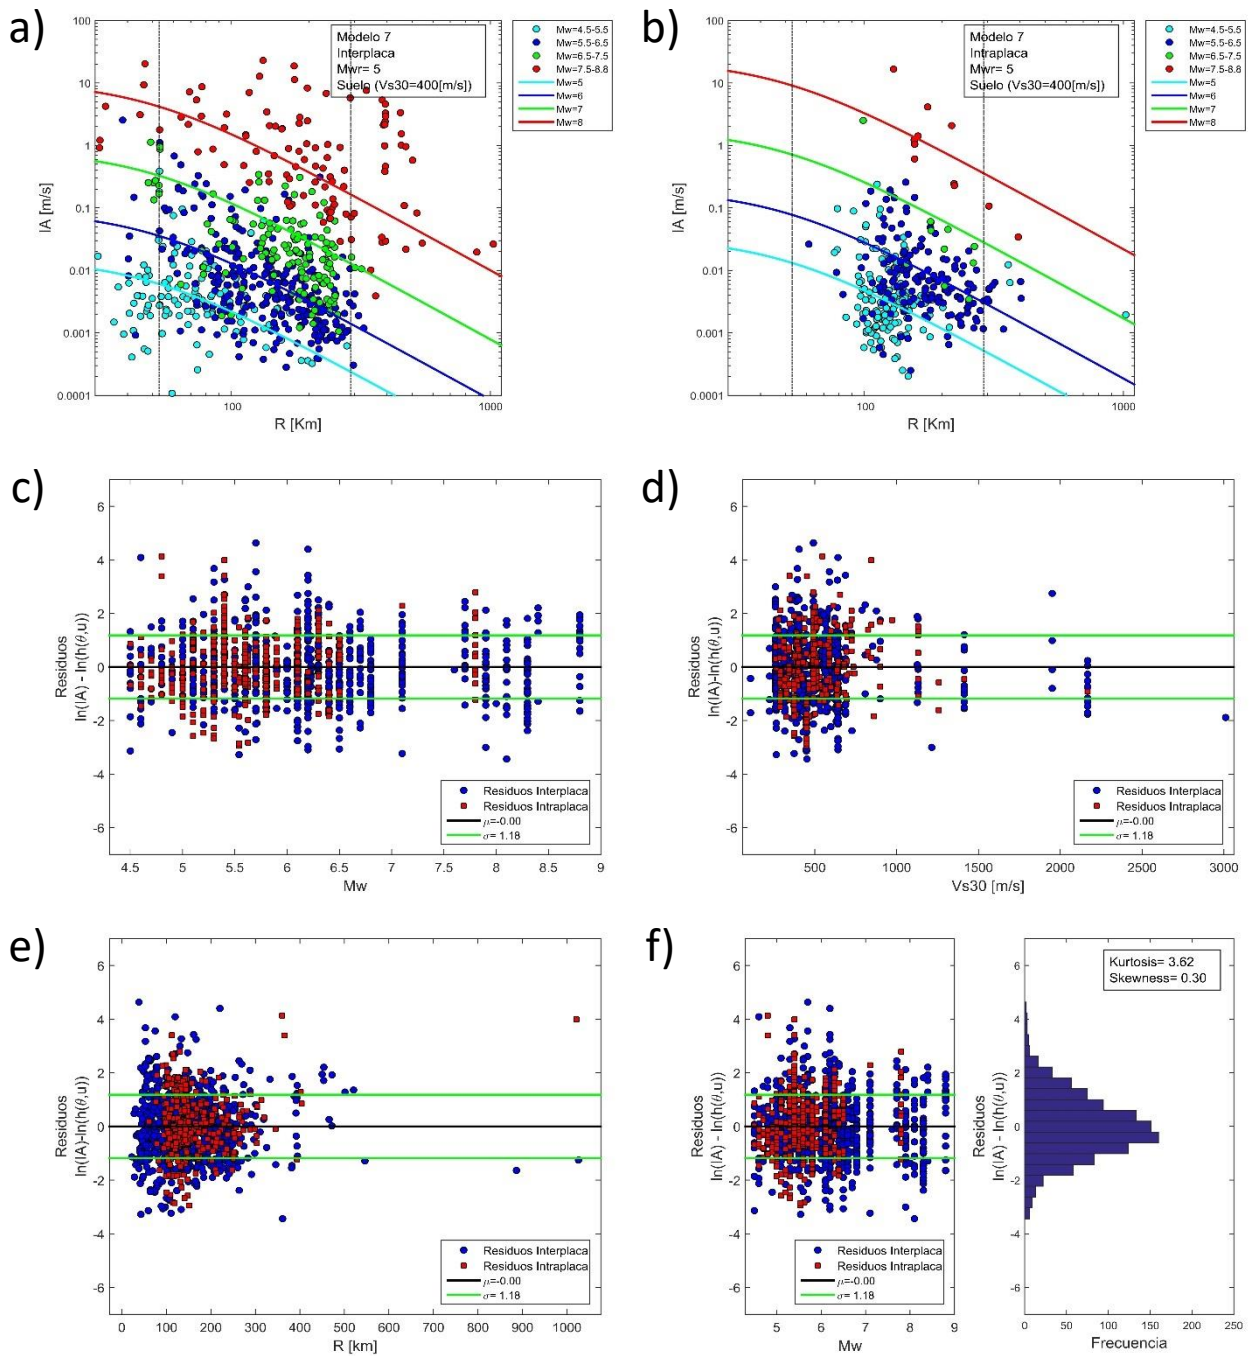 a)
100
10
1
0.1
0.01
0.001
0.0001
IA [m/s]
100
1000
R [Km]
Modelo 7
Interplaca
Mwr= 5
Suelo (Vs30=400[m/s])
Mw=4.5-5.5
Mw=5.5-6.5
Mw=6.5-7.5
Mw=7.5-8.8
Mw=5
Mw=6
Mw=7
Mw=8
b)
100
10
1
0.1
0.01
0.001
0.0001
IA [m/s]
100
1000
R [Km]
Modelo 7
Intraplaca
Mwr= 5
Suelo (Vs30=400[m/s])
Mw=4.5-5.5
Mw=5.5-6.5
Mw=6.5-7.5
Mw=7.5-8.8
Mw=5
Mw=6
Mw=7
Mw=8
c)
6
4
2
0
-2
-4
-6
Residuos
ln(IA) - ln(h(θ,u))
4.5 5 5.5 6 6.5 7 7.5 8 8.5 9
Mw
Residuos Interplaca
Residuos Intraplaca
μ=-0.00
σ= 1.18
d)
6
4
2
0
-2
-4
-6
Residuos
ln(IA)-ln(h(θ,u))
500 1000 1500 2000 2500 3000
Vs30 [m/s]
Residuos Interplaca
Residuos Intraplaca
μ=-0.00
σ= 1.18
e)
6
4
2
0
-2
-4
-6
Residuos
ln(IA)-ln(h(θ,u))
0 100 200 300 400 500 600 700 800 900 1000
R [km]
Residuos Interplaca
Residuos Intraplaca
μ=-0.00
σ= 1.18
f)
6
4
2
0
-2
-4
-6
Residuos
ln(IA) - ln(h(θ,u))
5 6 7 8 9
Mw
Residuos Interplaca
Residuos Intraplaca
μ=-0.00
σ= 1.18
6
4
2
0
-2
-4
-6
Residuos
ln(IA) - ln(h(θ,u))
0 50 100 150 200 250
Frecuencia
Kurtosis= 3.62
Skewness= 0.30